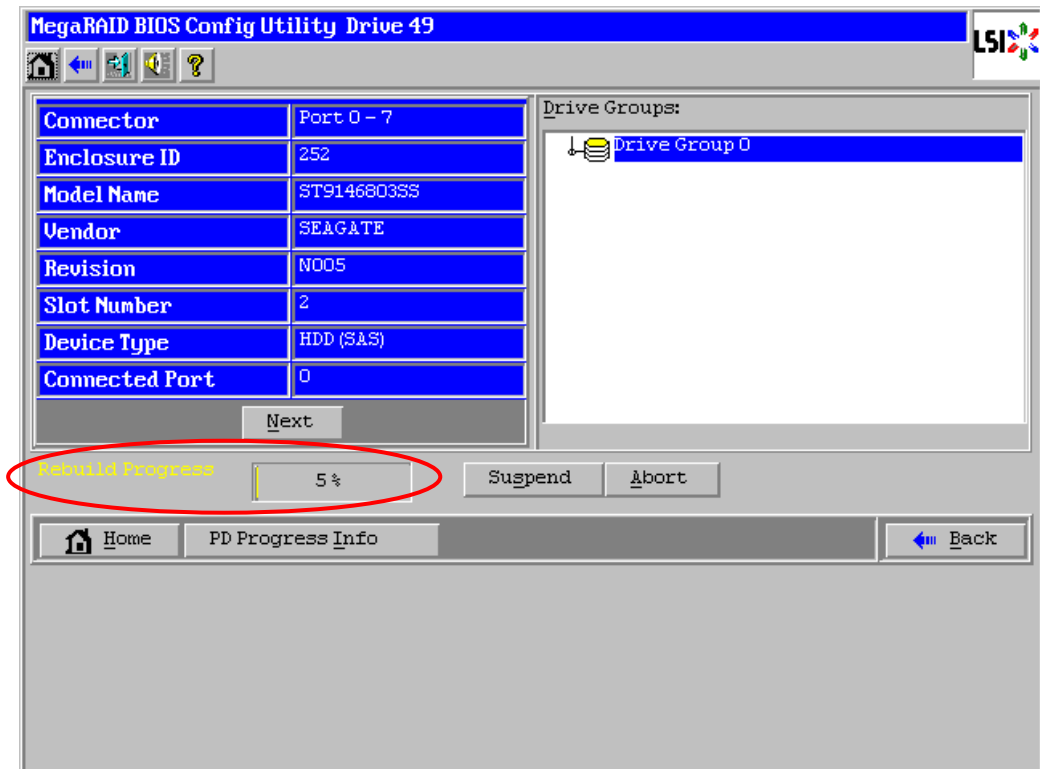 MegaRAID BIOS Config Utility Drive 49
LSI
Connector Port 0 - 7
Enclosure ID 252
Model Name ST9146803SS
Vendor SEAGATE
Revision N005
Slot Number 2
Device Type HDD (SAS)
Connected Port 0
Next
Drive Groups:
Drive Group 0
Rebuild Progress 5% Suspend Abort
Home PD Progress Info Back